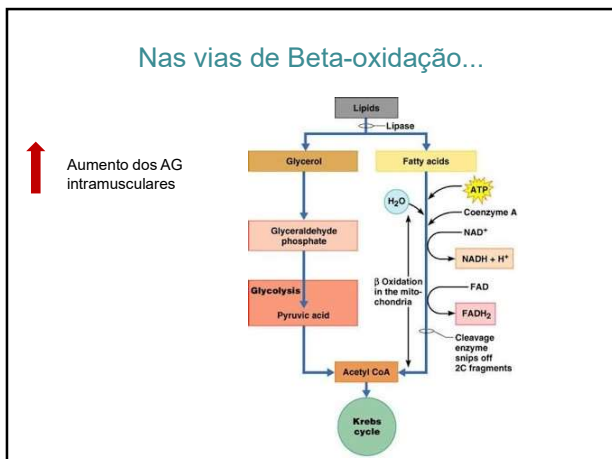 Nas vias de Beta-oxidação...
Aumento dos AG
intramusculares
Lipids
Lipase
Glycerol
Fatty acids
H₂O
ATP
Coenzyme A
NAD⁺
NADH + H⁺
Glyceraldehyde
phosphate
β Oxidation
in the mito-
chondria
FAD
FADH₂
Glycolysis
Pyruvic acid
Cleavage
enzyme
snips off
2C fragments
Acetyl CoA
Krebs
cycle